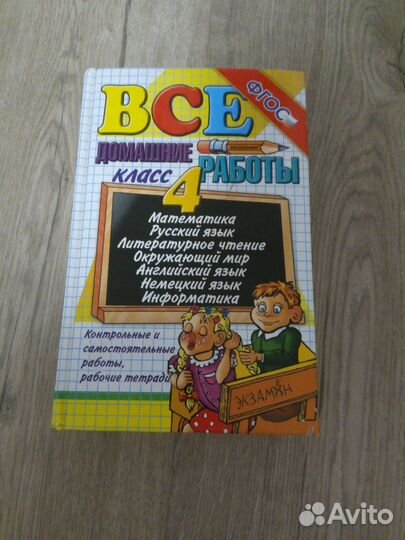 ВСЕ
ФГОС
ДОМАШНИЕ
РАБОТЫ
КЛАСС 4
Математика
Русский язык
Литературное чтение
Окружающий мир
Английский язык
Немецкий язык
Информатика
Контрольные и
самостоятельные
работы,
рабочие тетради
Avito